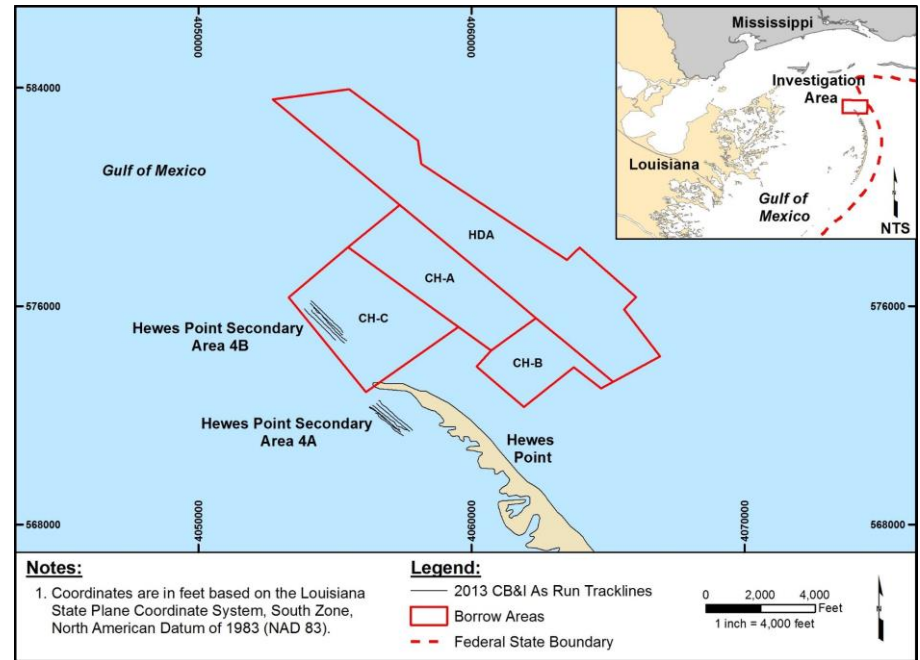 4050000
4060000
Mississippi
584000
Investigation
Area
Gulf of Mexico
Louisiana
Gulf of
Mexico
N
NTS
HDA
CH-A
576000
576000
CH-C
Hewes Point Secondary
Area 4B
CH-B
Hewes Point Secondary
Area 4A
Hewes
Point
4050000
4060000
4070000
568000
568000
Notes:
1. Coordinates are in feet based on the Louisiana
State Plane Coordinate System, South Zone,
North American Datum of 1983 (NAD 83).
Legend:
2013 CB&I As Run Tracklines
Borrow Areas
Federal State Boundary
0 2,000 4,000
Feet
1 inch = 4,000 feet
N